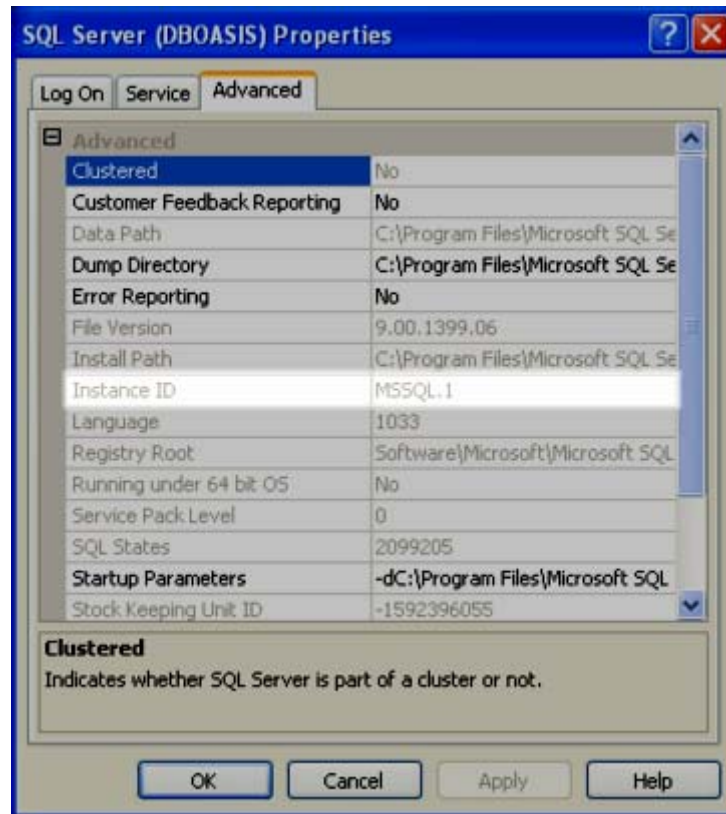 SQL Server (DBOASIS) Properties
Log On Service Advanced
Advanced
Clustered No
Customer Feedback Reporting No
Data Path C:\Program Files\Microsoft SQL Se
Dump Directory C:\Program Files\Microsoft SQL Se
Error Reporting No
File Version 9.00.1399.06
Install Path C:\Program Files\Microsoft SQL Se
Instance ID MSSQL.1
Language 1033
Registry Root Software\Microsoft\Microsoft SQL
Running under 64 bit OS No
Service Pack Level 0
SQL States 2099205
Startup Parameters -dC:\Program Files\Microsoft SQL
Stock Keeping Unit ID -1592396055
Clustered
Indicates whether SQL Server is part of a cluster or not.
OK Cancel Apply Help